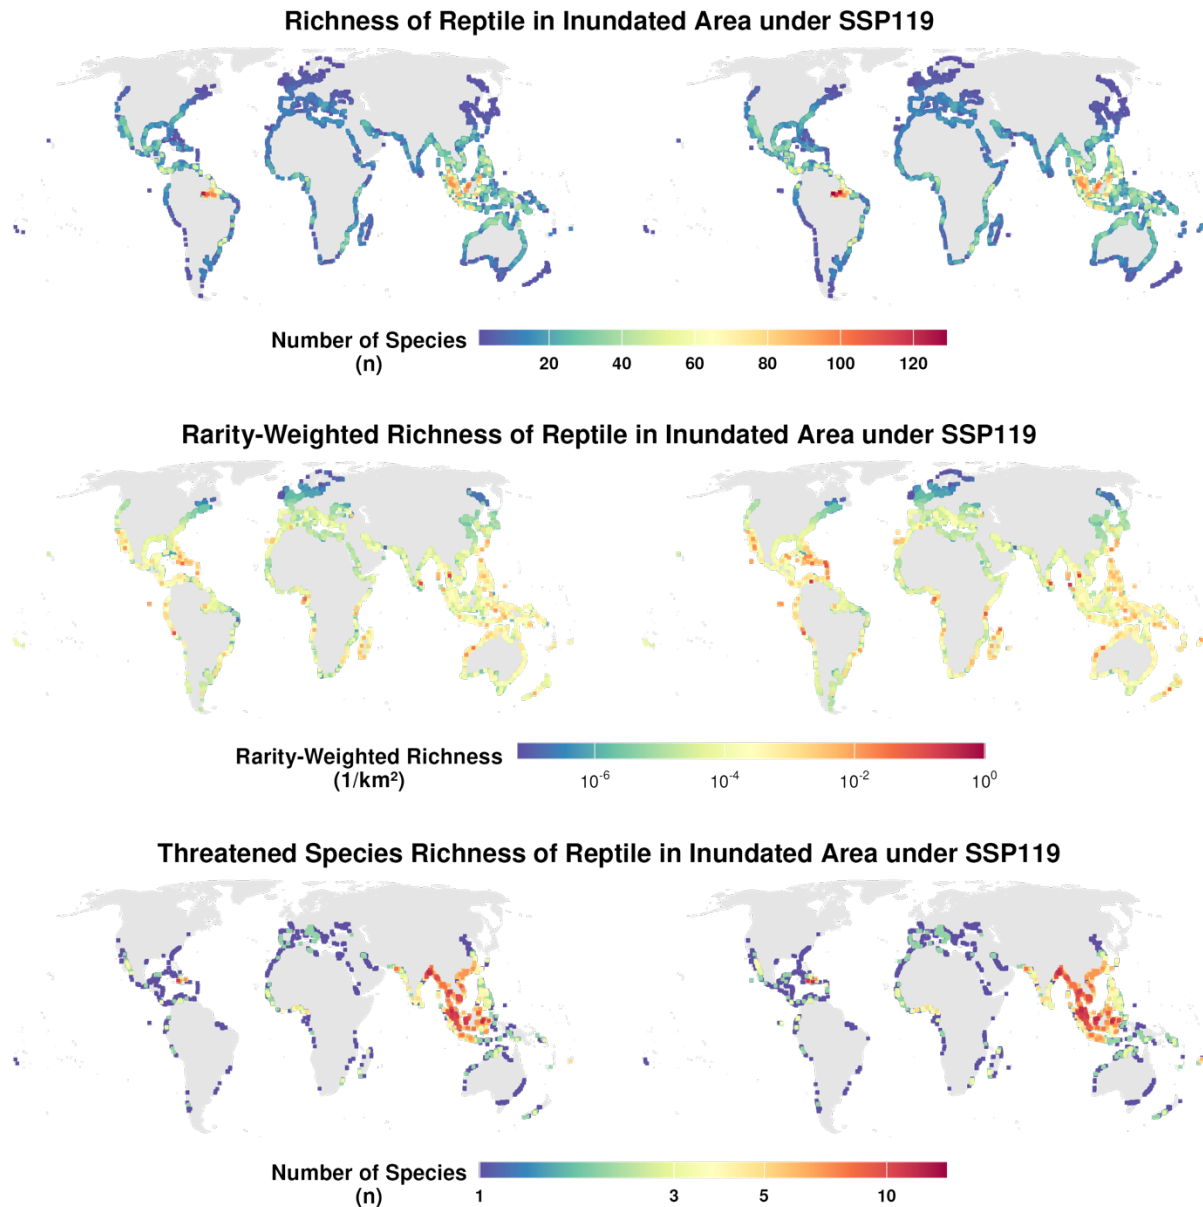 Richness of Reptile in Inundated Area under SSP119
Number of Species
(n)
20 40 60 80 100 120
Rarity-Weighted Richness of Reptile in Inundated Area under SSP119
Rarity-Weighted Richness
(1/km²)
10⁻⁶ 10⁻⁴ 10⁻² 10⁰
Threatened Species Richness of Reptile in Inundated Area under SSP119
Number of Species
(n)
1 3 5 10